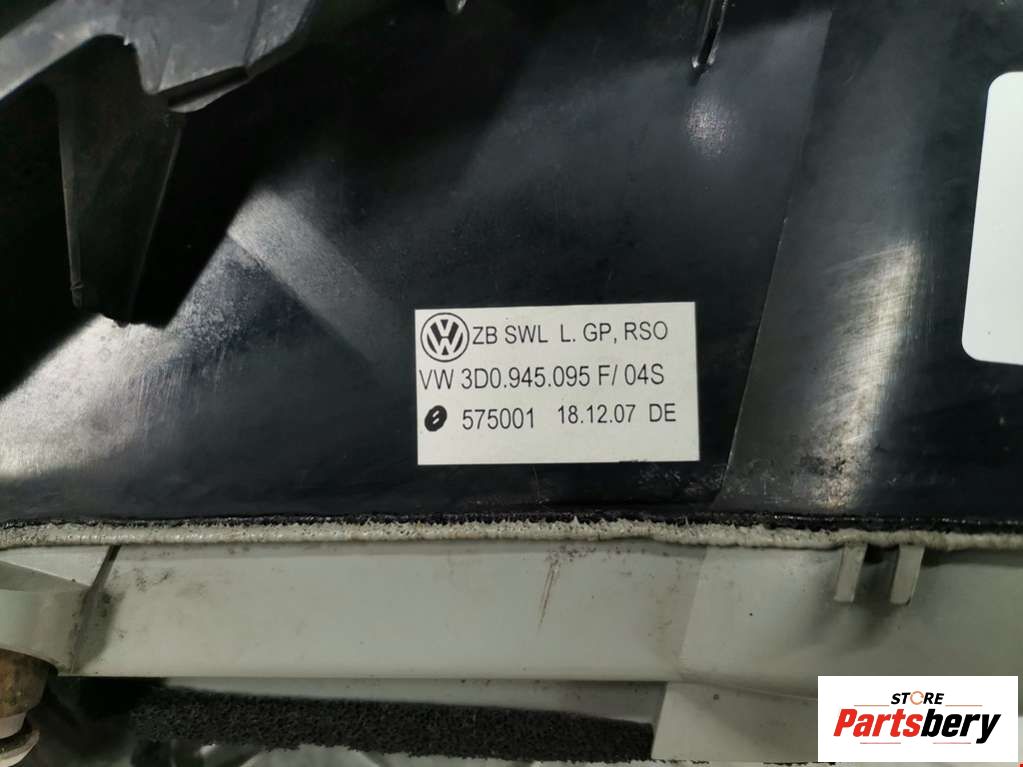 ZB SWL L. GP, RSO
VW 3D0.945.095 F/ 04S
575001 18.12.07 DE
STORE
Partsbery